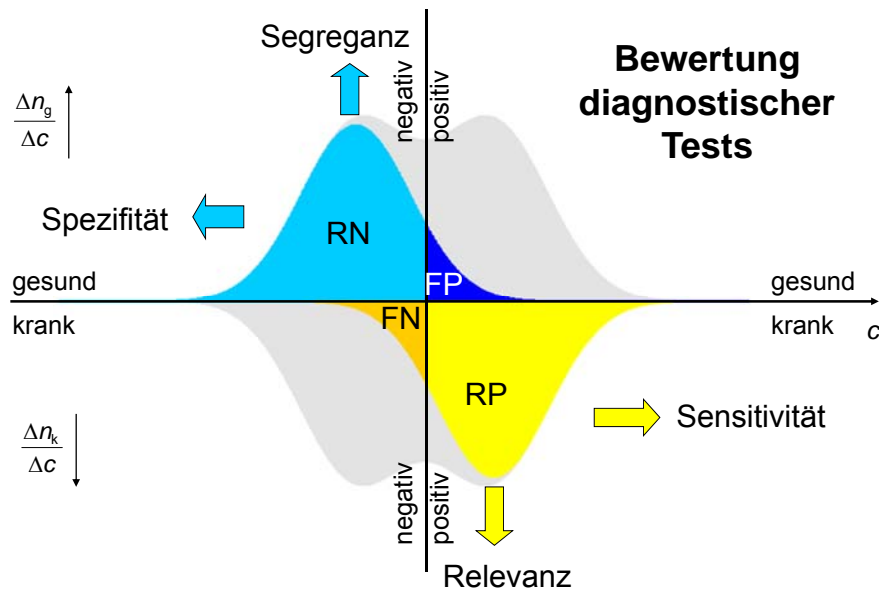 Segreganz
Bewertung
diagnostischer
Tests
negativ
positiv
Δn_g
Δc
Spezifität
RN
FP
gesund
gesund
krank
FN
krank
c
RP
Sensitivität
Δn_k
Δc
negativ
positiv
Relevanz